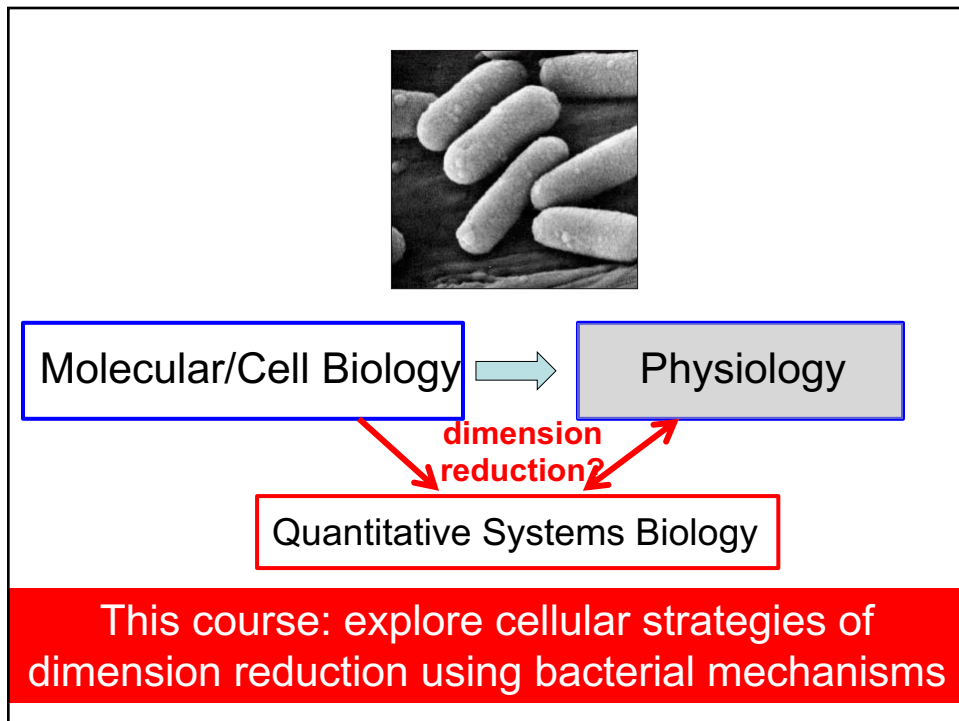 Molecular/Cell Biology
Physiology
dimension
reduction?
Quantitative Systems Biology
This course: explore cellular strategies of
dimension reduction using bacterial mechanisms